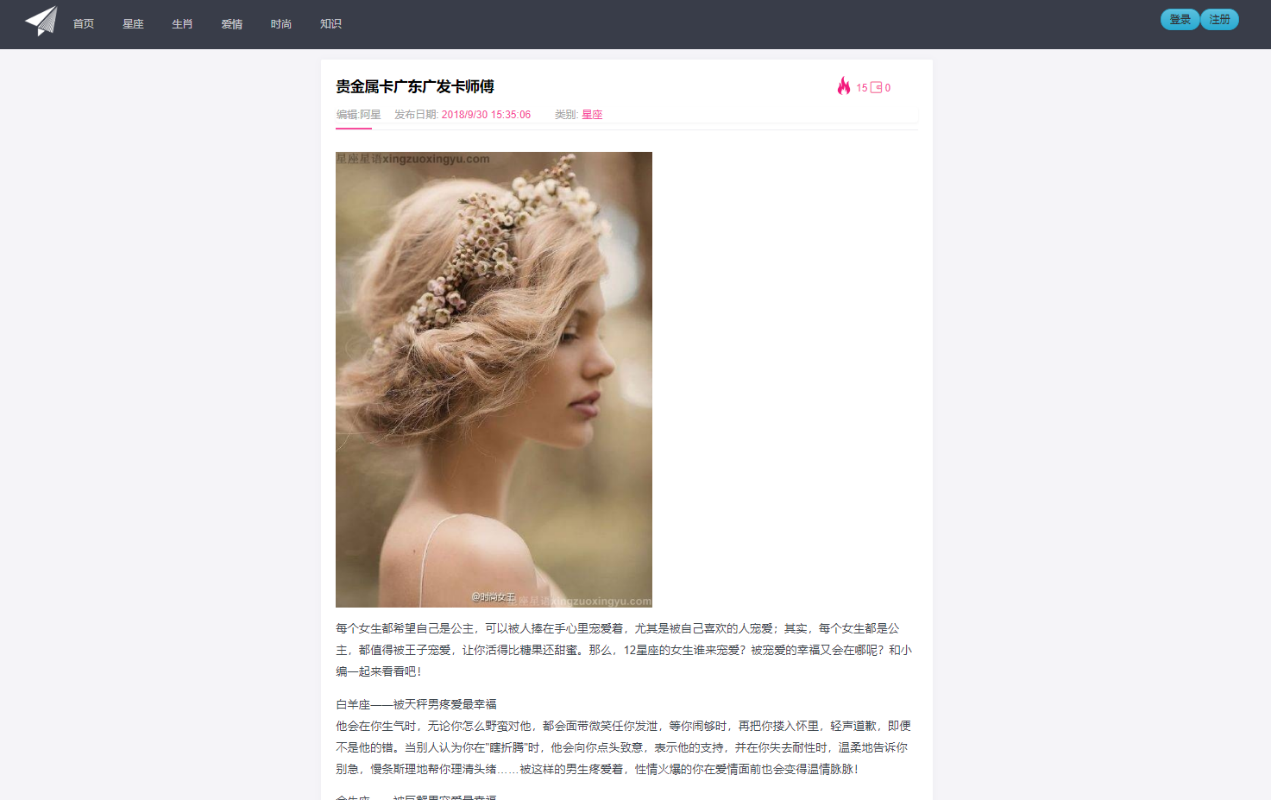 首页 星座 生肖 爱情 时尚 知识 登录 注册
贵金属卡广东广发卡师傅 15 0
编辑:阿星 发布日期: 2018/9/30 15:35:06 类别: 星座
星座星语xingzuoxingyu.com
@时尚女王
星座星语xingzuoxingyu.com
每个女生都希望自己是公主，可以被人捧在手心里宠爱着，尤其是被自己喜欢的人宠爱；其实，每个女生都是公
主，都值得被王子宠爱，让你活得比糖果还甜蜜。那么，12星座的女生谁来宠爱？被宠爱的幸福又会在哪呢？和小
编一起来看看吧！
白羊座——被天秤男疼爱最幸福
他会在你生气时，无论你怎么野蛮对他，都会面带微笑任你发泄，等你闹够时，再把你搂入怀里，轻声道歉，即便
不是他的错。当别人认为你在"瞎折腾"时，他会向你点头致意，表示他的支持，并在你失去耐性时，温柔地告诉你
别急，慢条斯理地帮你理清头绪……被这样的男生疼爱着，性情火爆的你在爱情面前也会变得温情脉脉！